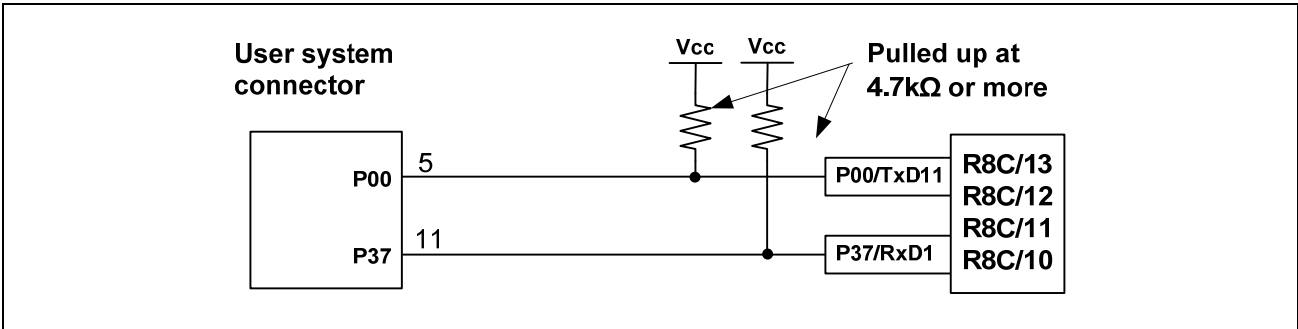 User system
connector
Vcc
Vcc
Pulled up at
4.7kΩ or more
P00
5
P00/TxD11
R8C/13
R8C/12
R8C/11
R8C/10
P37
11
P37/RxD1